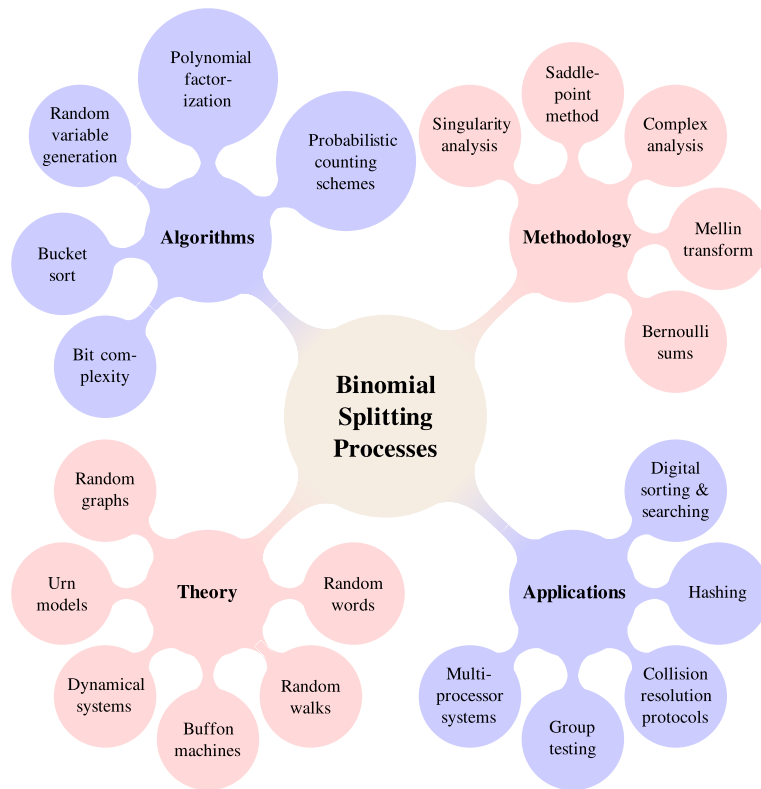 Polynomial
factor-
ization
Random
variable
generation
Probabilistic
counting
schemes
Algorithms
Bucket
sort
Bit com-
plexity
Saddle-
point
method
Singularity
analysis
Complex
analysis
Methodology
Mellin
transform
Bernoulli
sums
Binomial
Splitting
Processes
Random
graphs
Urn
models
Theory
Random
words
Dynamical
systems
Buffon
machines
Random
walks
Digital
sorting &
searching
Applications
Hashing
Multi-
processor
systems
Group
testing
Collision
resolution
protocols